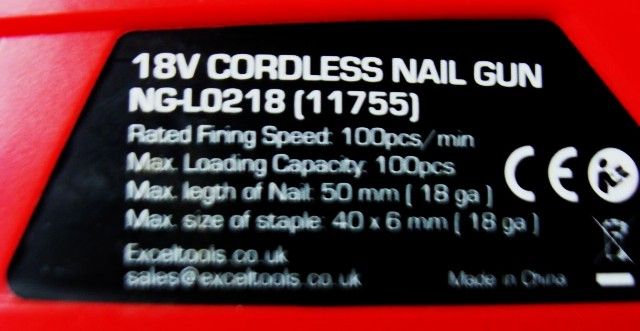 18V CORDLESS NAIL GUN
NG-L0218 (11755)
Rated Firing Speed: 100pcs/min
Max. Loading Capacity: 100pcs
Max. legth of Nail: 50 mm ( 18 ga )
Max. size of staple: 40 x 6 mm ( 18 ga )
CE
Exceltools.co.uk
sales@exceltools.co.uk
Made in China